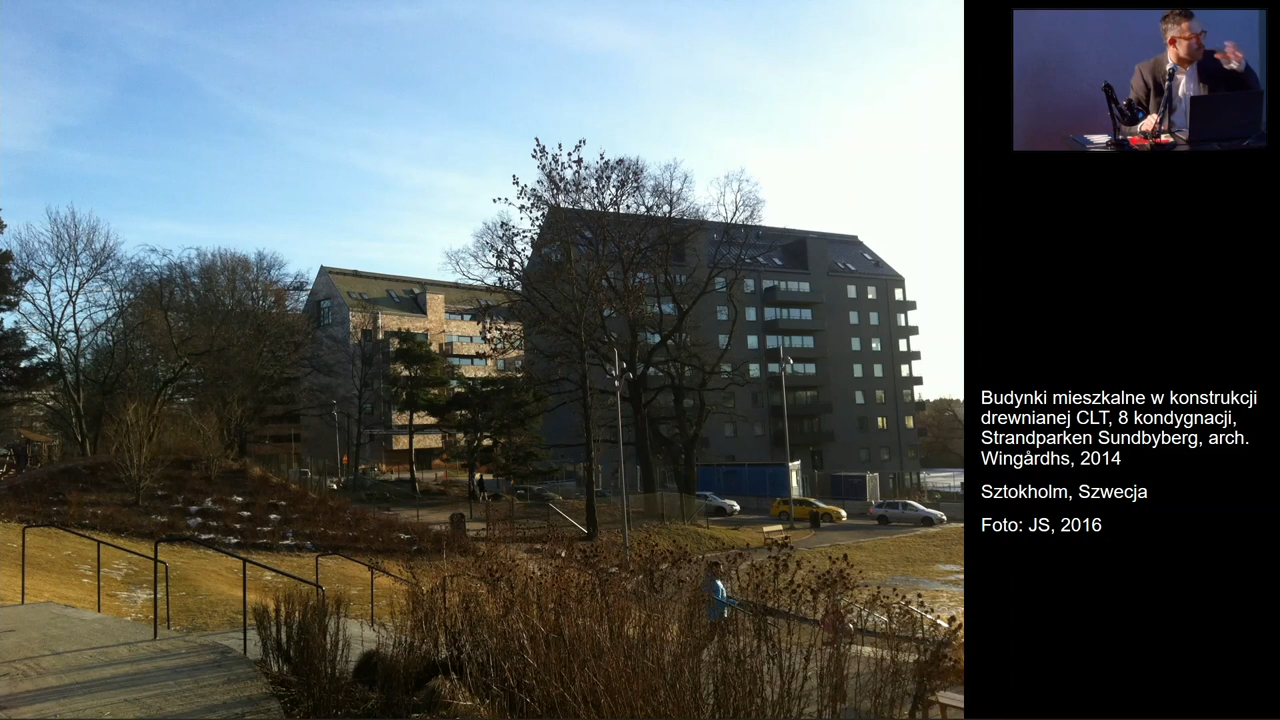 Budynki mieszkalne w konstrukcji
drewnianej CLT, 8 kondygnacji,
Strandparken Sundbyberg, arch.
Wingårdhs, 2014
Sztokholm, Szwecja
Foto: JS, 2016